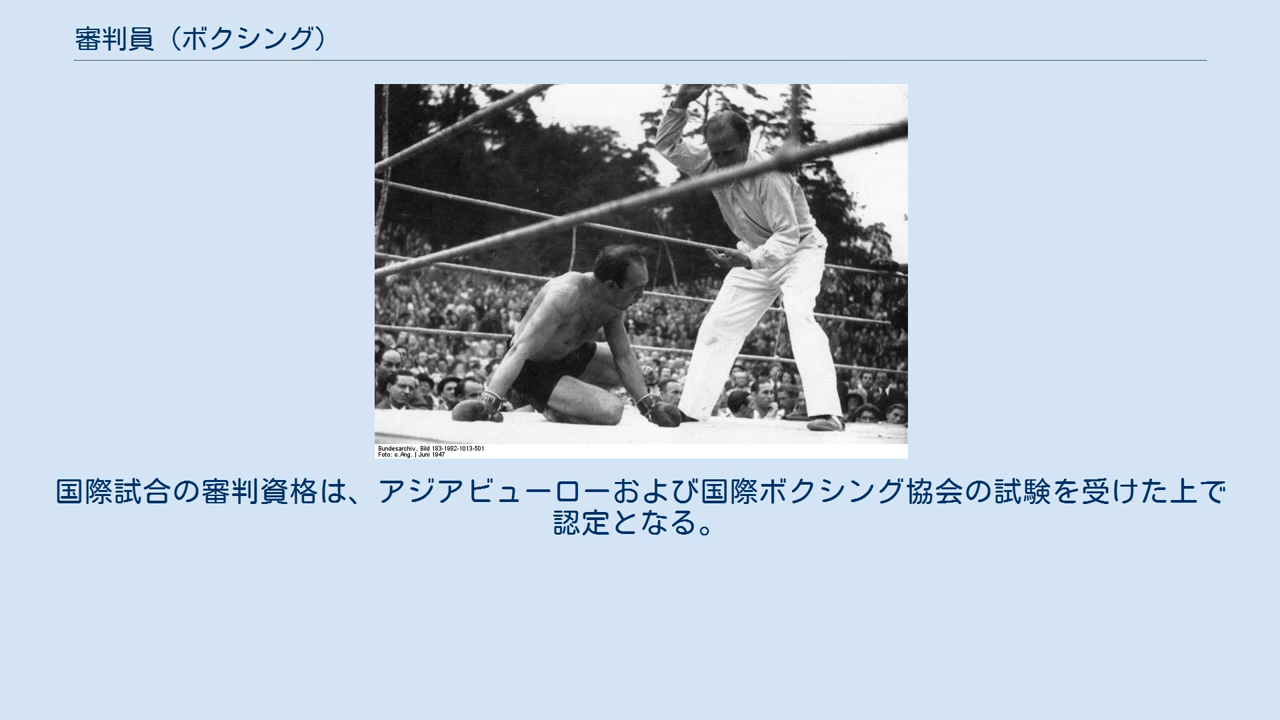 審判員（ボクシング）
Bundesarchiv, Bild 183-1982-1013-501
Foto: o.Ang. | Juni 1947
国際試合の審判資格は、アジアビューローおよび国際ボクシング協会の試験を受けた上で
認定となる。